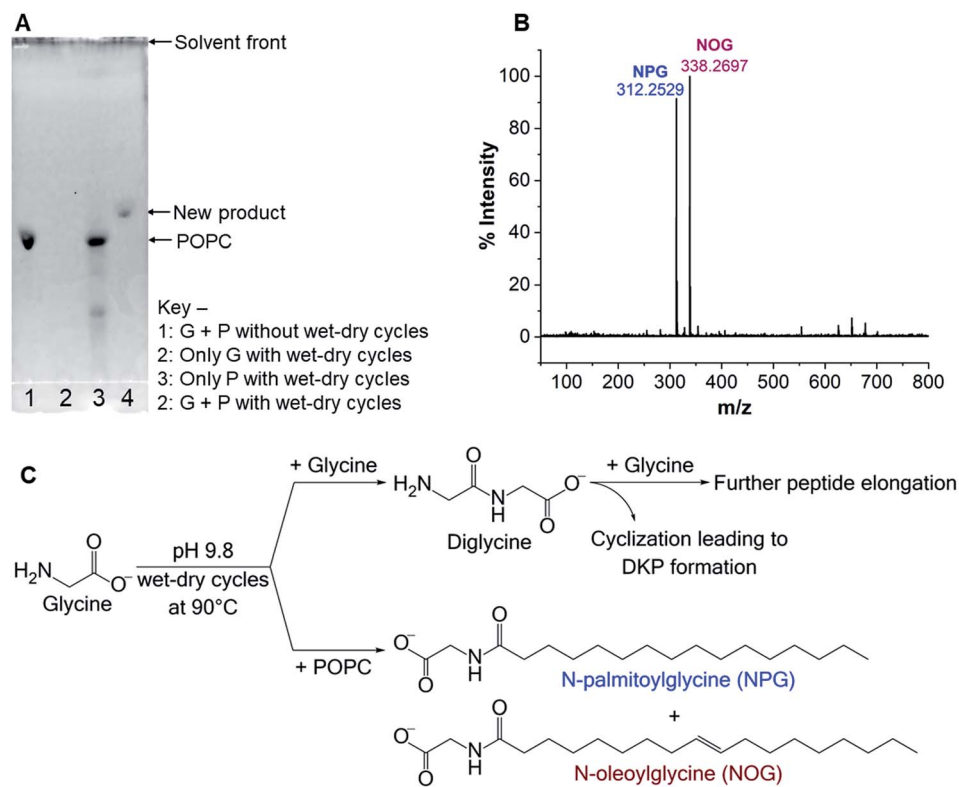 A
Solvent front
New product
POPC
Key –
1: G + P without wet-dry cycles
2: Only G with wet-dry cycles
3: Only P with wet-dry cycles
2: G + P with wet-dry cycles
1 2 3 4
B
NOG
338.2697
NPG
312.2529
% Intensity
100
80
60
40
20
0
100 200 300 400 500 600 700 800
m/z
C
H2N
O
O⁻
Glycine
pH 9.8
wet-dry cycles
at 90°C
+ Glycine
H2N
O
N
H
O
O⁻
Diglycine
+ Glycine
Further peptide elongation
Cyclization leading to
DKP formation
+ POPC
O⁻
O
N
H
O
N-palmitoylglycine (NPG)
+
O⁻
O
N
H
O
N-oleoylglycine (NOG)